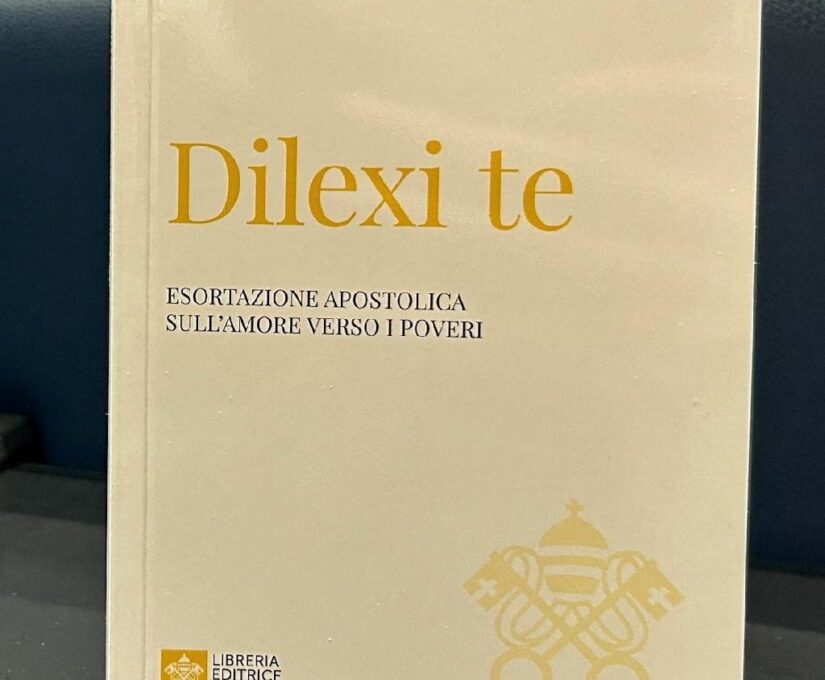 Dilexi te
ESORTAZIONE APOSTOLICA
SULL'AMORE VERSO I POVERI
LIBRERIA
EDITRICE